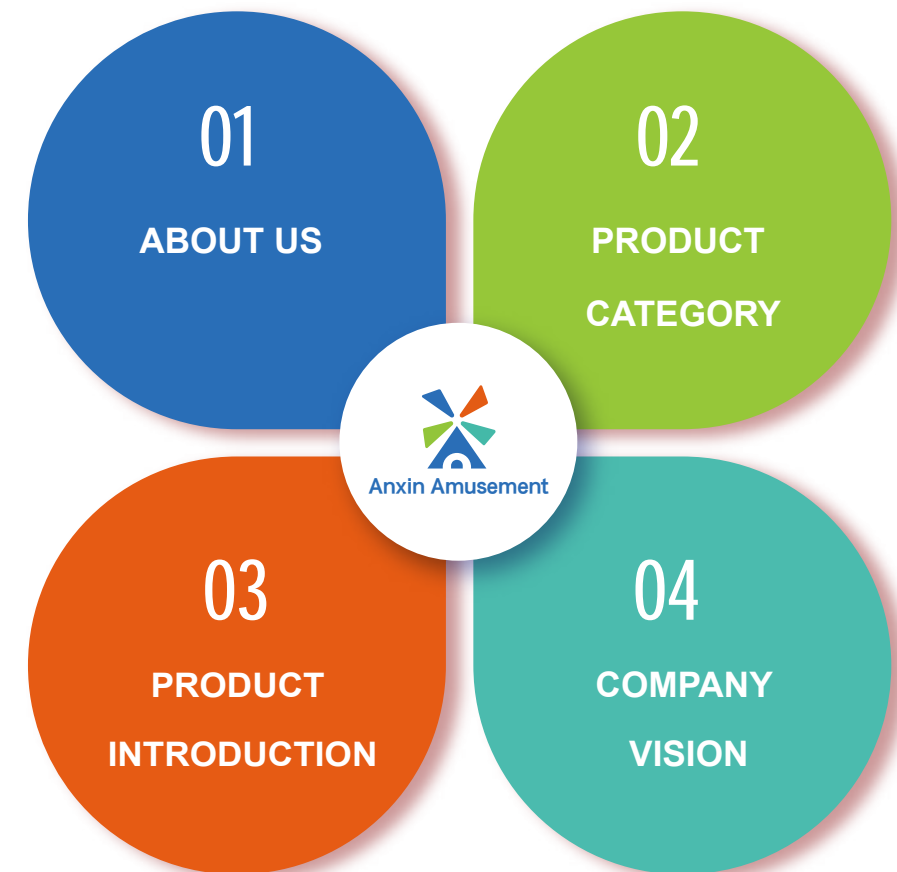 01
ABOUT US
02
PRODUCT
CATEGORY
Anxin Amusement
03
PRODUCT
INTRODUCTION
04
COMPANY
VISION